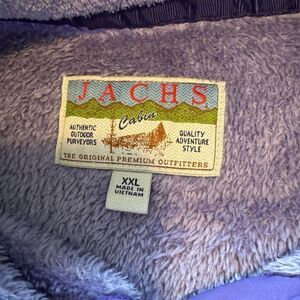 JACHS
Cabin
AUTHENTIC
OUTDOOR
PURVEYORS
QUALITY
ADVENTURE
STYLE
THE ORIGINAL PREMIUM OUTFITTERS
XXL
MADE IN
VIETNAM